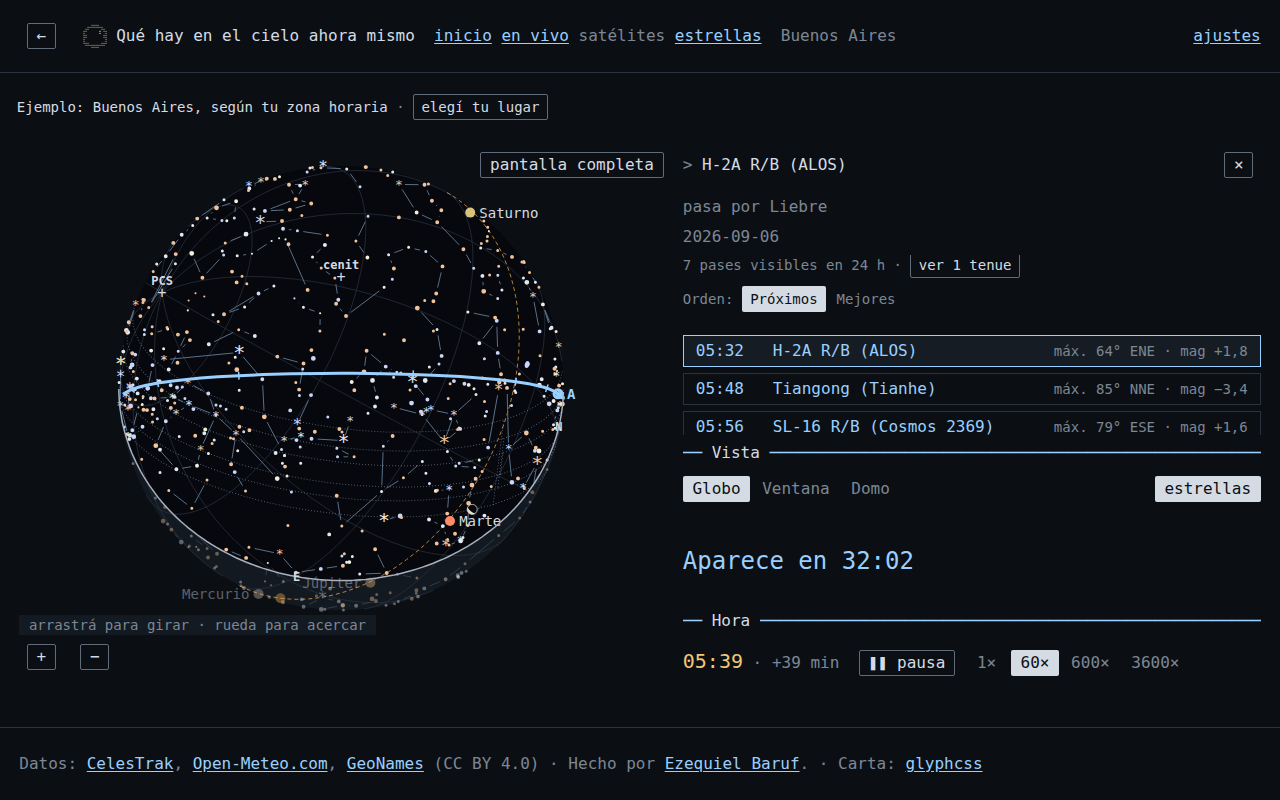 ← Qué hay en el cielo ahora mismo inicio en vivo satélites estrellas Buenos Aires ajustes
Ejemplo: Buenos Aires, según tu zona horaria · elegí tu lugar
pantalla completa
Saturno
cenit
PCS
A
N
Marte
E
Júpiter
Mercurio
arrastrá para girar · rueda para acercar
+ −
> H-2A R/B (ALOS) ×
pasa por Liebre
2026-09-06
7 pases visibles en 24 h · ver 1 tenue
Orden: Próximos Mejores
05:32 H-2A R/B (ALOS) máx. 64° ENE · mag +1,8
05:48 Tiangong (Tianhe) máx. 85° NNE · mag −3,4
05:56 SL-16 R/B (Cosmos 2369) máx. 79° ESE · mag +1,6
Vista
Globo Ventana Domo estrellas
Aparece en 32:02
Hora
05:39 · +39 min ▌▌ pausa 1× 60× 600× 3600×
Datos: CelesTrak, Open-Meteo.com, GeoNames (CC BY 4.0) · Hecho por Ezequiel Baruf. · Carta: glyphcss